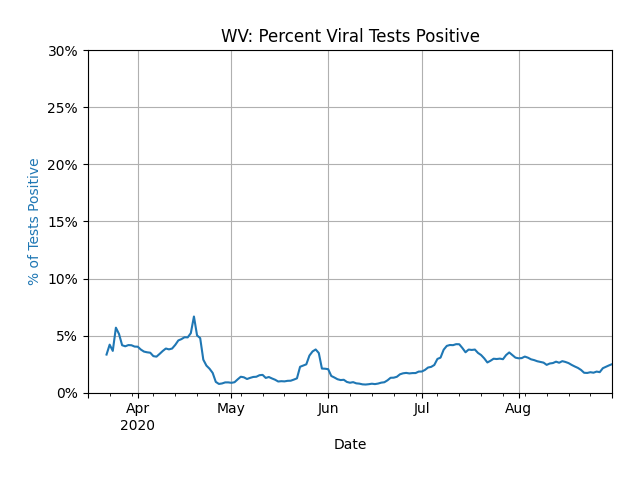 WV: Percent Viral Tests Positive
30%
25%
20%
15%
10%
5%
0%
% of Tests Positive
Apr
2020
May
Jun
Jul
Aug
Date